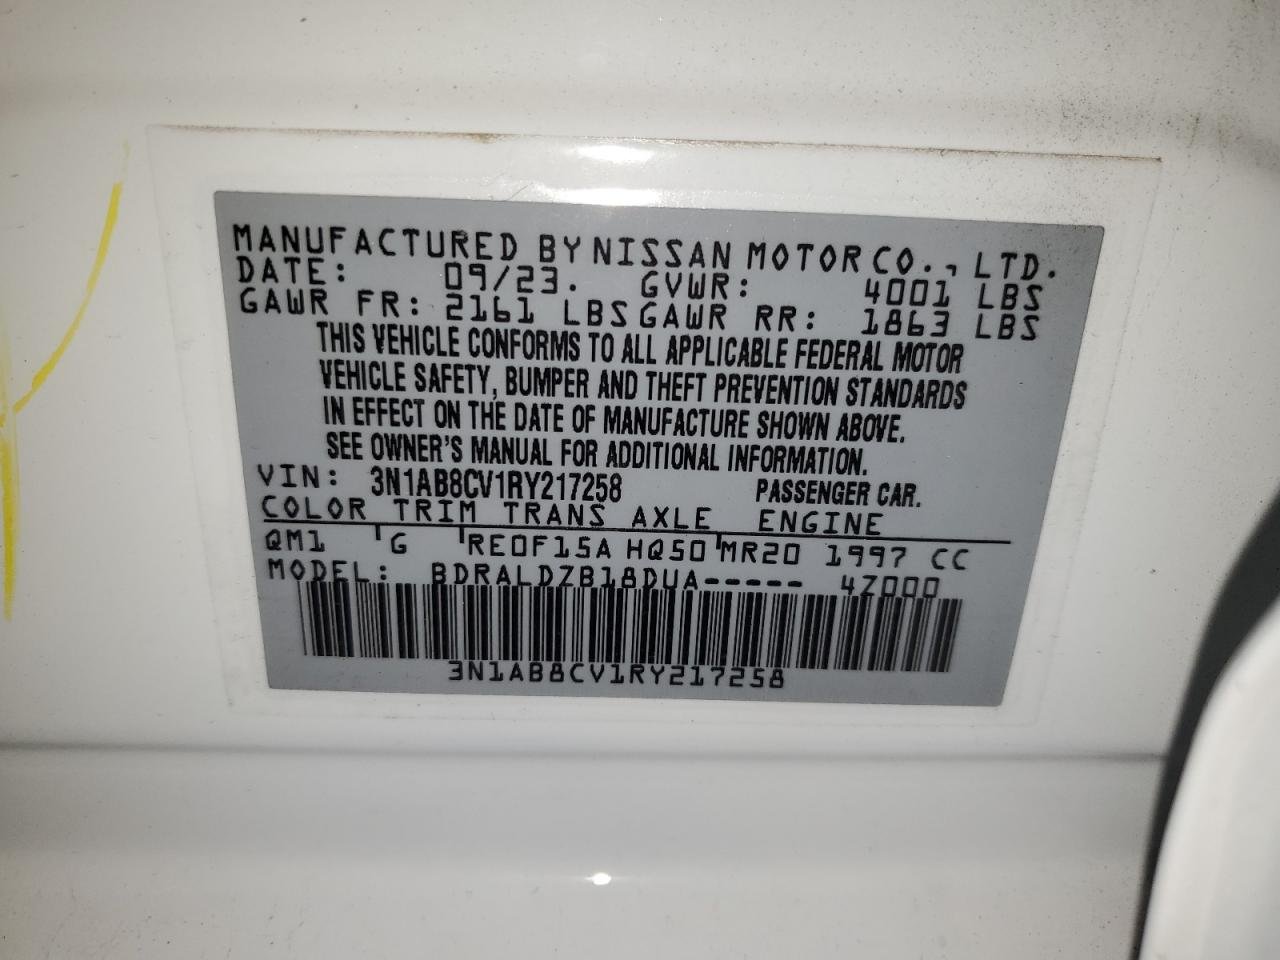 MANUFACTURED BY NISSAN MOTOR CO., LTD.
DATE: 09/23. GVWR: 4001 LBS
GAWR FR: 2161 LBS GAWR RR: 1863 LBS
THIS VEHICLE CONFORMS TO ALL APPLICABLE FEDERAL MOTOR
VEHICLE SAFETY, BUMPER AND THEFT PREVENTION STANDARDS
IN EFFECT ON THE DATE OF MANUFACTURE SHOWN ABOVE.
SEE OWNER'S MANUAL FOR ADDITIONAL INFORMATION.
VIN: 3N1AB8CV1RY217258 PASSENGER CAR.
COLOR TRIM TRANS AXLE ENGINE
QM1 G RE0F15A HQ50 MR20 1997 CC
MODEL: BDRALDZB18DUA----- 4Z000
3N1AB8CV1RY217258